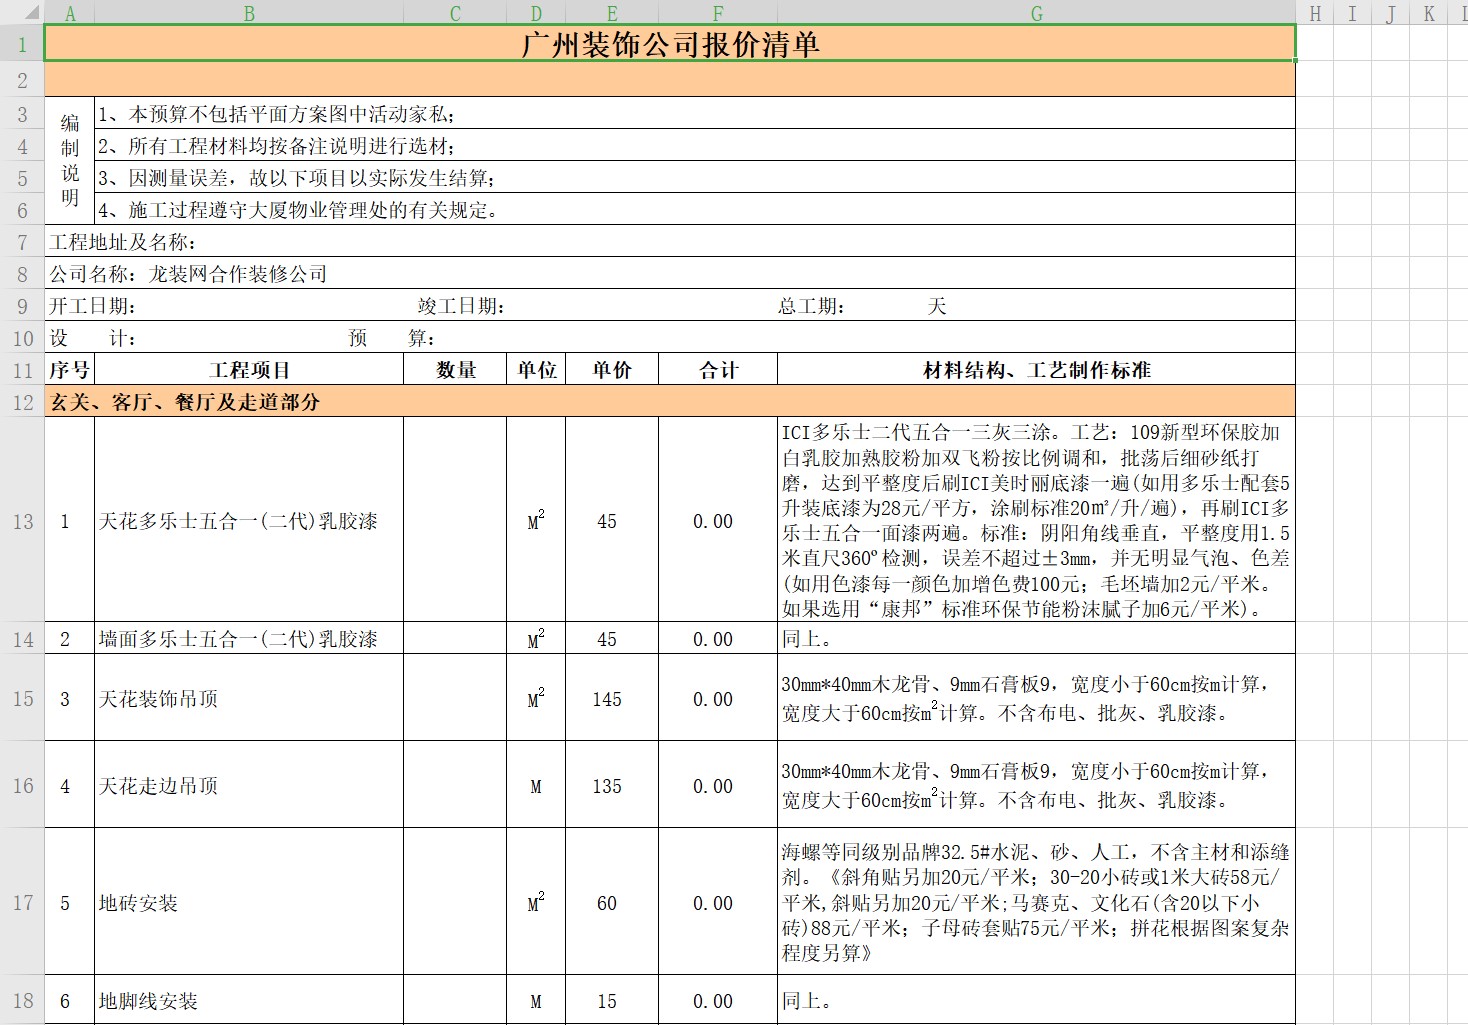 A B C D E F G H I J K L
1 广州装饰公司报价清单
2
3 1、本预算不包括平面方案图中活动家私；
编制说明
4 2、所有工程材料均按备注说明进行选材；
5 3、因测量误差，故以下项目以实际发生结算；
6 4、施工过程遵守大厦物业管理处的有关规定。
7 工程地址及名称：
8 公司名称：龙装网合作装修公司
9 开工日期： 竣工日期： 总工期： 天
10 设 计： 预 算：
11 序号 工程项目 数量 单位 单价 合计 材料结构、工艺制作标准
12 玄关、客厅、餐厅及走道部分
13 1 天花多乐士五合一(二代)乳胶漆 M² 45 0.00
ICI多乐士二代五合一三灰三涂。工艺：109新型环保胶加
白乳胶加熟胶粉加双飞粉按比例调和，批荡后细砂纸打
磨，达到平整度后刷ICI美时丽底漆一遍(如用多乐士配套5
升装底漆为28元/平方，涂刷标准20㎡/升/遍)，再刷ICI多
乐士五合一面漆两遍。标准：阴阳角线垂直，平整度用1.5
米直尺360°检测，误差不超过±3mm，并无明显气泡、色差
(如用色漆每一颜色加增色费100元；毛坯墙加2元/平米。
如果选用“康邦”标准环保节能粉沫腻子加6元/平米)。
14 2 墙面多乐士五合一(二代)乳胶漆 M² 45 0.00 同上。
15 3 天花装饰吊顶 M² 145 0.00
30mm*40mm木龙骨、9mm石膏板9，宽度小于60cm按m计算，
宽度大于60cm按m²计算。不含布电、批灰、乳胶漆。
16 4 天花走边吊顶 M 135 0.00
30mm*40mm木龙骨、9mm石膏板9，宽度小于60cm按m计算，
宽度大于60cm按m²计算。不含布电、批灰、乳胶漆。
17 5 地砖安装 M² 60 0.00
海螺等同级别品牌32.5#水泥、砂、人工，不含主材和添缝
剂。《斜角贴另加20元/平米；30-20小砖或1米大砖58元/
平米,斜贴另加20元/平米;马赛克、文化石(含20以下小
砖)88元/平米；子母砖套贴75元/平米；拼花根据图案复杂
程度另算》
18 6 地脚线安装 M 15 0.00 同上。